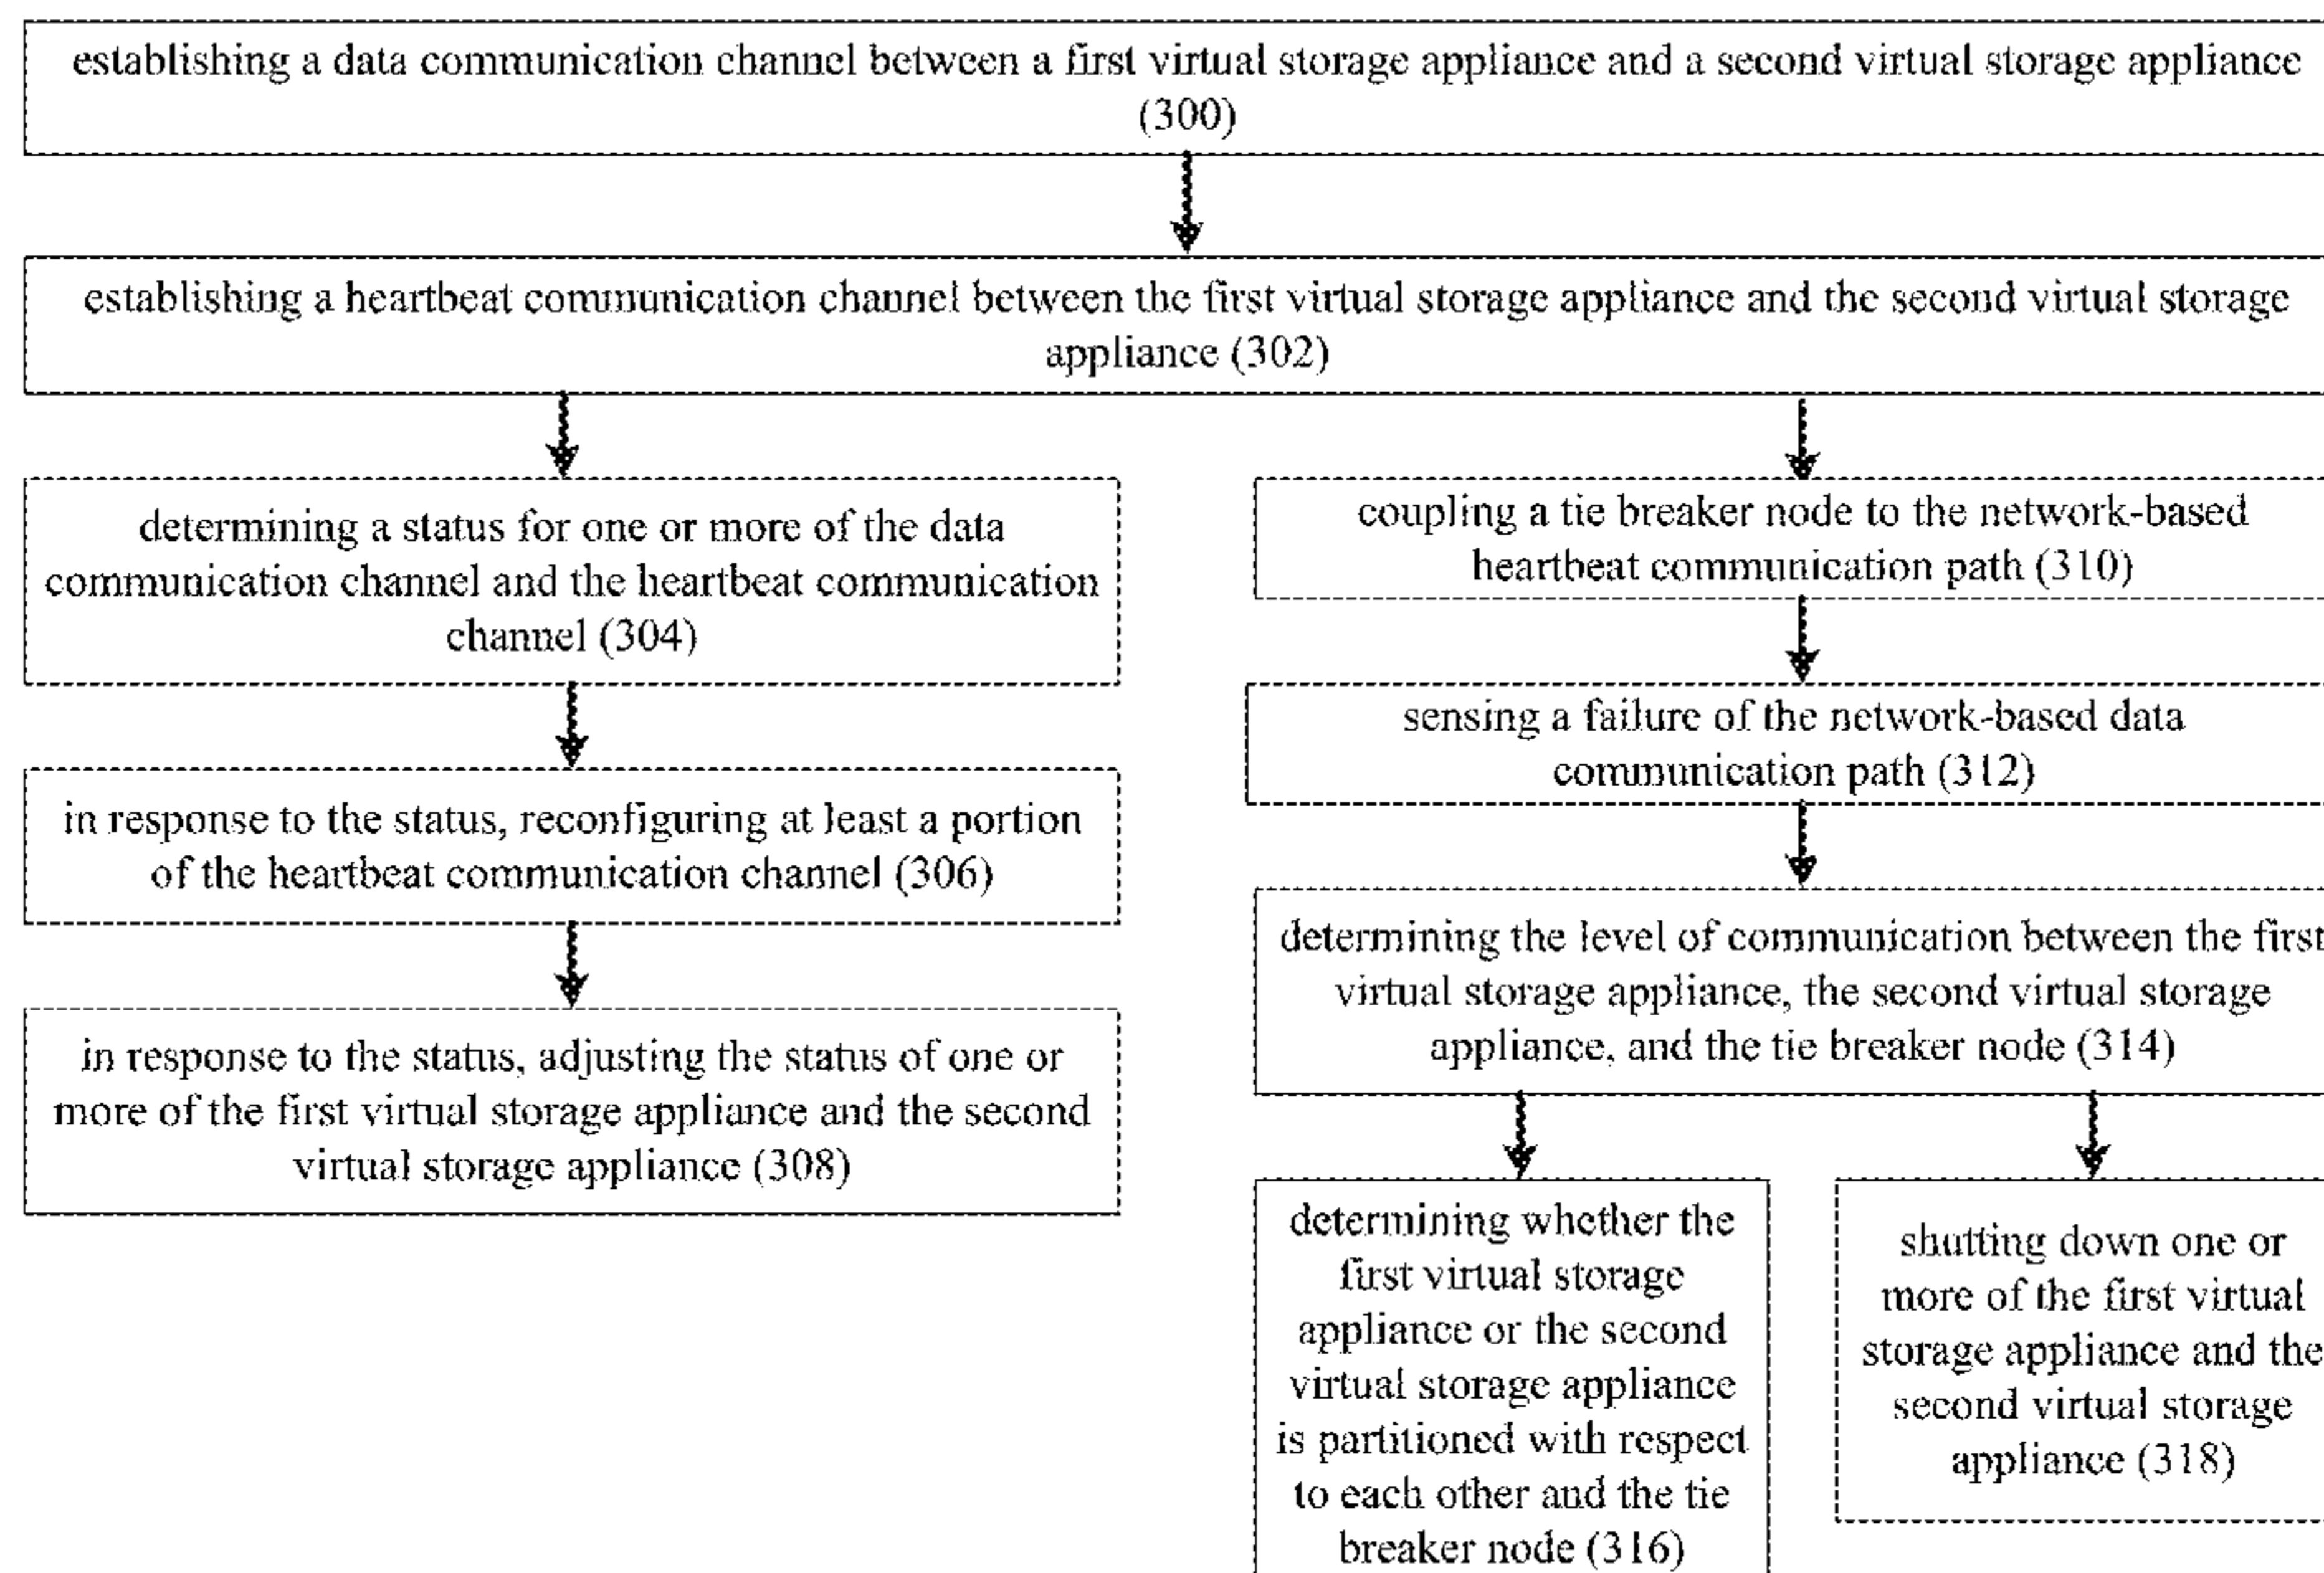 establishing a data communication channel between a first virtual storage appliance and a second virtual storage appliance
(300)
establishing a heartbeat communication channel between the first virtual storage appliance and the second virtual storage
appliance (302)
determining a status for one or more of the data
communication channel and the heartbeat communication
channel (304)
in response to the status, reconfiguring at least a portion
of the heartbeat communication channel (306)
in response to the status, adjusting the status of one or
more of the first virtual storage appliance and the second
virtual storage appliance (308)
coupling a tie breaker node to the network-based
heartbeat communication path (310)
sensing a failure of the network-based data
communication path (312)
determining the level of communication between the first
virtual storage appliance, the second virtual storage
appliance, and the tie breaker node (314)
determining whether the
first virtual storage
appliance or the second
virtual storage appliance
is partitioned with respect
to each other and the tie
breaker node (316)
shutting down one or
more of the first virtual
storage appliance and the
second virtual storage
appliance (318)